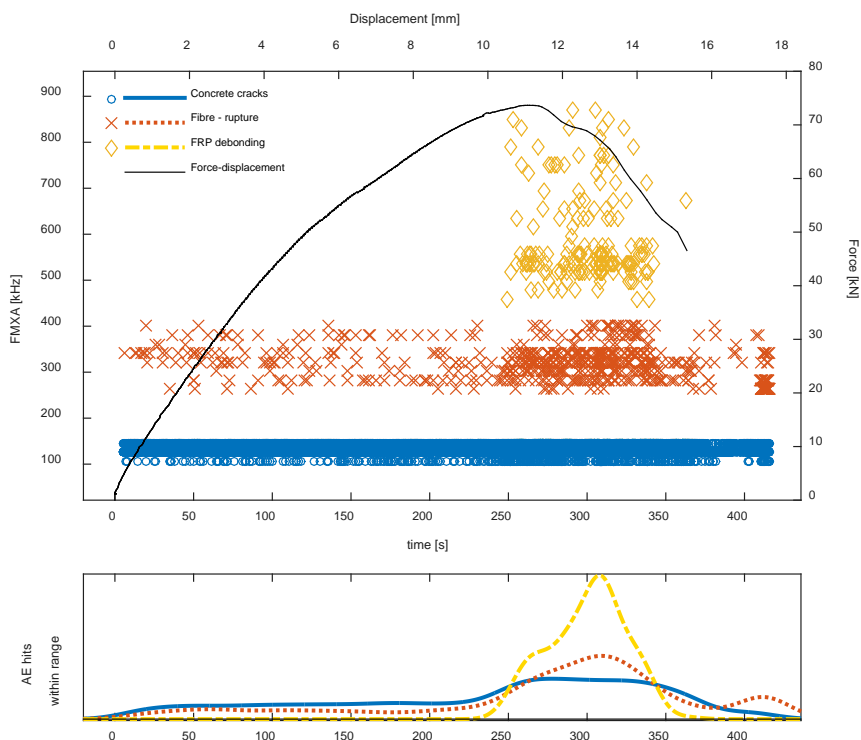 Displacement [mm]
0 2 4 6 8 10 12 14 16 18
900
800
700
600
500
400
300
200
100
FMXA [kHz]
Concrete cracks
Fibre - rupture
FRP debonding
Force-displacement
80
70
60
50
40
30
20
10
0
Force [kN]
0 50 100 150 200 250 300 350 400
time [s]
AE hits
within range
0 50 100 150 200 250 300 350 400